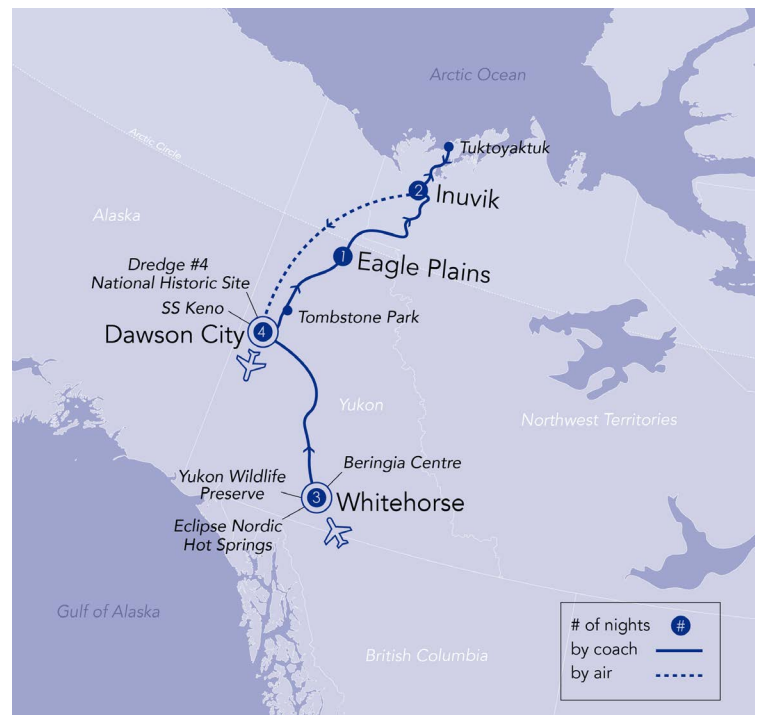 Arctic Ocean
Arctic Circle
Tuktoyaktuk
2
Inuvik
Alaska
1
Eagle Plains
Dredge #4
National Historic Site
SS Keno
Tombstone Park
Dawson City
4
Yukon
Northwest Territories
Beringia Centre
Yukon Wildlife
Preserve
3
Whitehorse
Eclipse Nordic
Hot Springs
Gulf of Alaska
British Columbia
# of nights #
by coach
by air